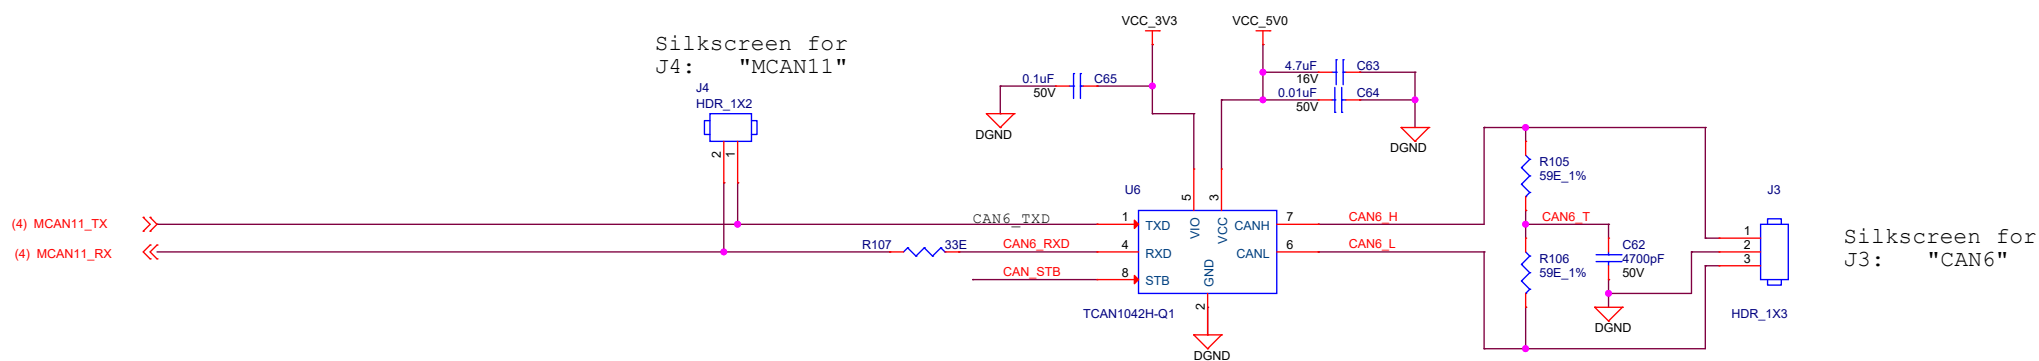 VCC_3V3
VCC_5V0
Silkscreen for
J4: "MCAN11"
J4
HDR_1X2
2
1
0.1uF
C65
50V
DGND
4.7uF
C63
16V
0.01uF
C64
50V
DGND
U6
5
3
(4) MCAN11_TX
CAN6_TXD
1
TXD
VIO
VCC
CANH
7
CAN6_H
(4) MCAN11_RX
R107
33E
CAN6_RXD
4
RXD
CANL
6
CAN6_L
CAN_STB
8
STB
GND
2
TCAN1042H-Q1
DGND
R105
59E_1%
CAN6_T
R106
59E_1%
C62
4700pF
50V
DGND
J3
1
2
3
HDR_1X3
Silkscreen for
J3: "CAN6"